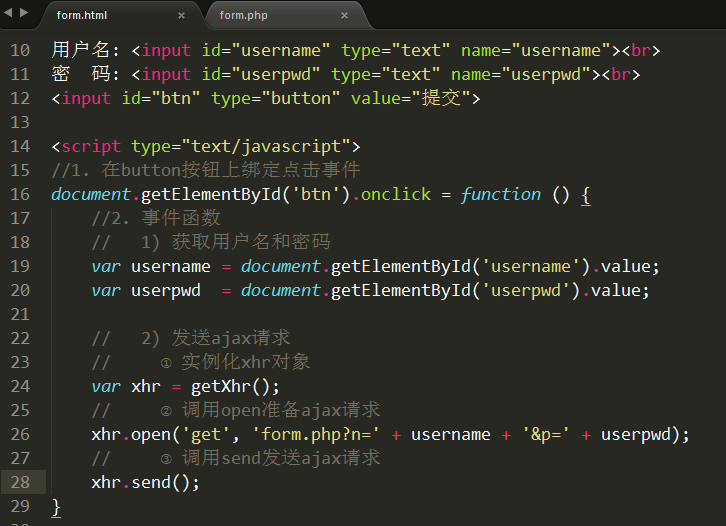 form.html × form.php ×
10 用户名: <input id="username" type="text" name="username"><br>
11 密  码: <input id="userpwd" type="text" name="userpwd"><br>
12 <input id="btn" type="button" value="提交">
13
14 <script type="text/javascript">
15 //1. 在button按钮上绑定点击事件
16 document.getElementById('btn').onclick = function () {
17     //2. 事件函数
18     //   1) 获取用户名和密码
19     var username = document.getElementById('username').value;
20     var userpwd  = document.getElementById('userpwd').value;
21
22     //   2) 发送ajax请求
23     //     ① 实例化xhr对象
24     var xhr = getXhr();
25     //     ② 调用open准备ajax请求
26     xhr.open('get', 'form.php?n=' + username + '&p=' + userpwd);
27     //     ③ 调用send发送ajax请求
28     xhr.send();
29 }